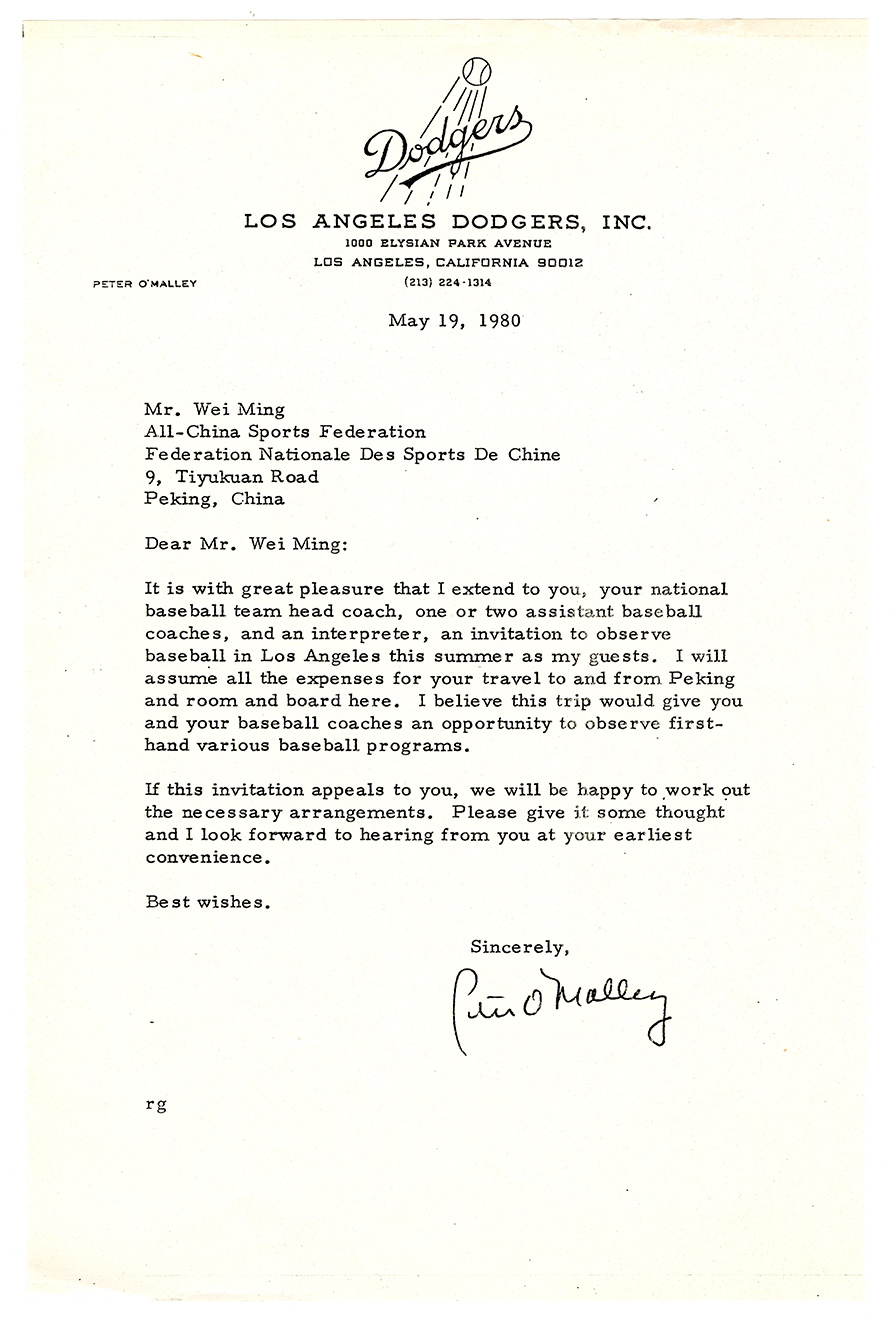 Dodgers
LOS ANGELES DODGERS, INC.
1000 ELYSIAN PARK AVENUE
LOS ANGELES, CALIFORNIA 90012
PETER O'MALLEY
(213) 224-1314
May 19, 1980
Mr. Wei Ming
All-China Sports Federation
Federation Nationale Des Sports De Chine
9, Tiyukuan Road
Peking, China
Dear Mr. Wei Ming:
It is with great pleasure that I extend to you, your national
baseball team head coach, one or two assistant baseball
coaches, and an interpreter, an invitation to observe
baseball in Los Angeles this summer as my guests. I will
assume all the expenses for your travel to and from Peking
and room and board here. I believe this trip would give you
and your baseball coaches an opportunity to observe first-
hand various baseball programs.
If this invitation appeals to you, we will be happy to work out
the necessary arrangements. Please give it some thought
and I look forward to hearing from you at your earliest
convenience.
Best wishes.
Sincerely,
Peter O'Malley
rg